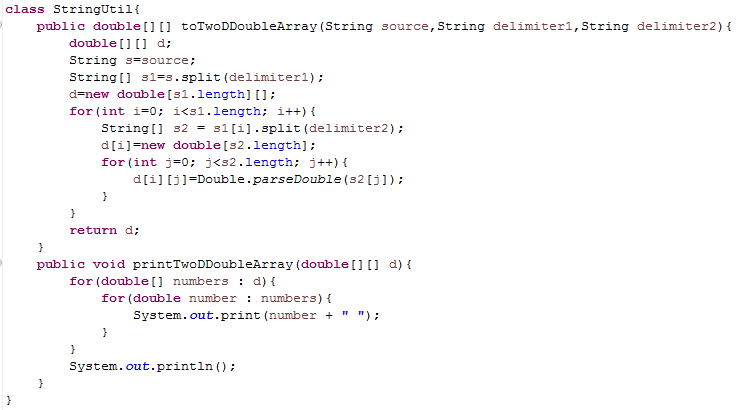 class StringUtil{
    public double[][] toTwoDDoubleArray(String source,String delimiter1,String delimiter2){
        double[][] d;
        String s=source;
        String[] s1=s.split(delimiter1);
        d=new double[s1.length][];
        for(int i=0; i<s1.length; i++){
            String[] s2 = s1[i].split(delimiter2);
            d[i]=new double[s2.length];
            for(int j=0; j<s2.length; j++){
                d[i][j]=Double.parseDouble(s2[j]);
            }
        }
        return d;
    }
    public void printTwoDDoubleArray(double[][] d){
        for(double[] numbers : d){
            for(double number : numbers){
                System.out.print(number + " ");
            }
        }
        System.out.println();
    }
}